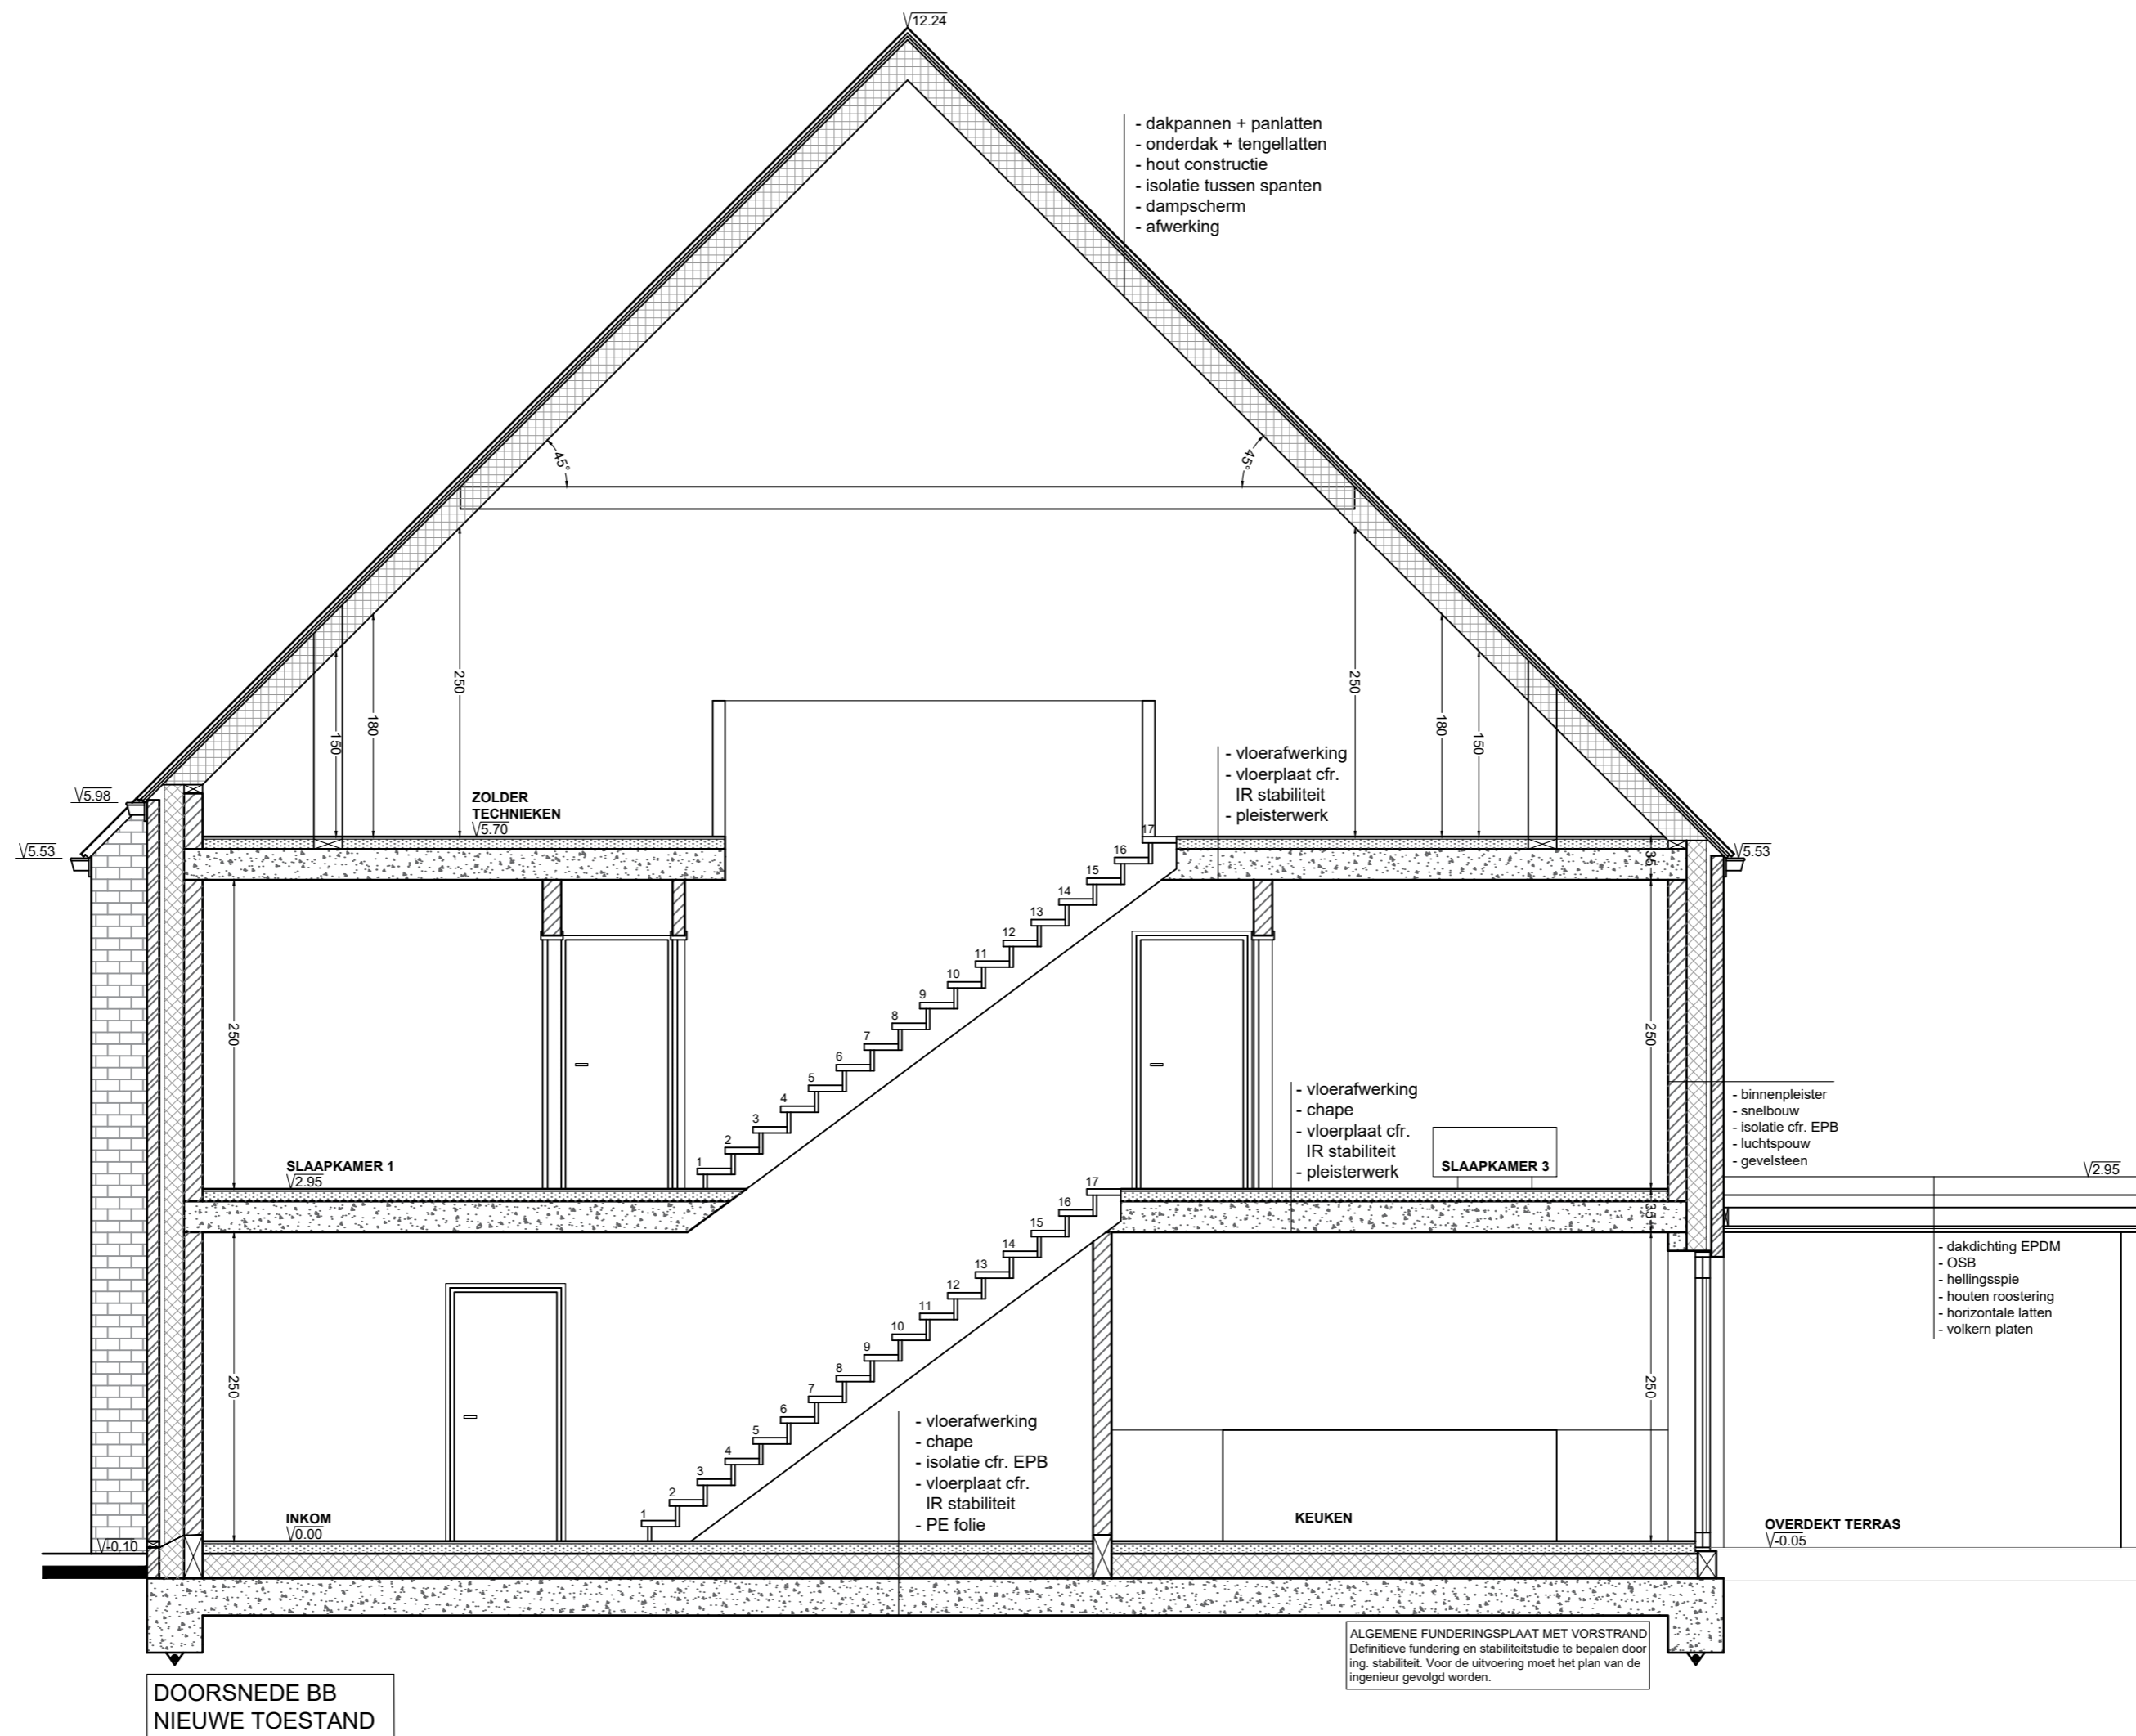 12.24
- dakpannen + panlatten
- onderdak + tengellatten
- hout constructie
- isolatie tussen spanten
- dampscherm
- afwerking
45°
45°
250
180
150
250
180
150
- vloerafwerking
- vloerplaat cfr.
IR stabiliteit
- pleisterwerk
5.98
5.53
ZOLDER
TECHNIEKEN
5.70
5.53
35
17
16
15
14
13
12
11
10
9
8
7
6
5
4
3
2
1
250
250
- vloerafwerking
- chape
- vloerplaat cfr.
IR stabiliteit
- pleisterwerk
- binnenpleister
- snelbouw
- isolatie cfr. EPB
- luchtspouw
- gevelsteen
SLAAPKAMER 1
2.95
SLAAPKAMER 3
2.95
35
17
16
15
14
13
12
11
10
9
8
7
6
5
4
3
2
1
- dakdichting EPDM
- OSB
- hellingsspie
- houten roostering
- horizontale latten
- volkern platen
250
250
- vloerafwerking
- chape
- isolatie cfr. EPB
- vloerplaat cfr.
IR stabiliteit
- PE folie
INKOM
0.00
KEUKEN
OVERDEKT TERRAS
-0.05
-0.10
ALGEMENE FUNDERINGSPLAAT MET VORSTRAND
Definitieve fundering en stabiliteitstudie te bepalen door
ing. stabiliteit. Voor de uitvoering moet het plan van de
ingenieur gevolgd worden.
DOORSNEDE BB
NIEUWE TOESTAND